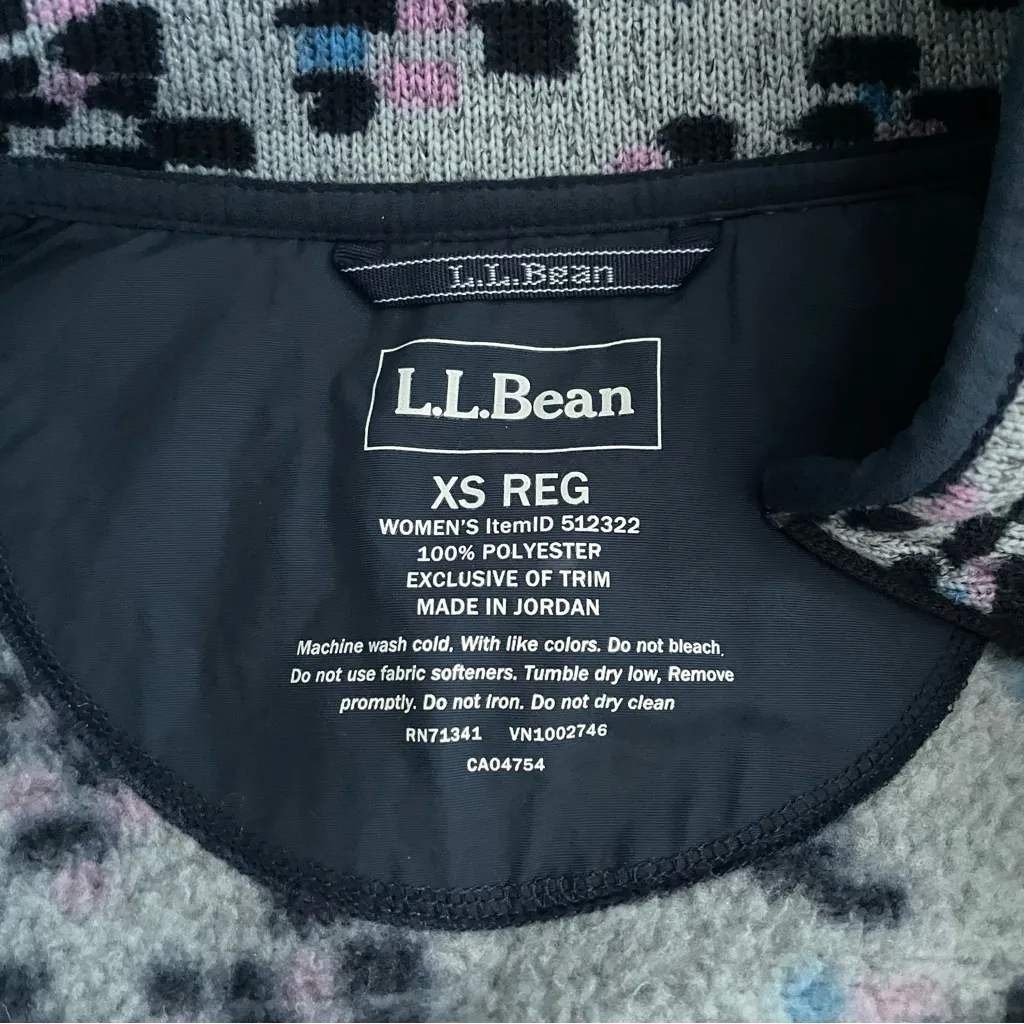 L.L.Bean
L.L.Bean
XS REG
WOMEN'S ItemID 512322
100% POLYESTER
EXCLUSIVE OF TRIM
MADE IN JORDAN
Machine wash cold, With like colors. Do not bleach.
Do not use fabric softeners. Tumble dry low, Remove
promptly. Do not Iron. Do not dry clean
RN71341 VN1002746
CA04754